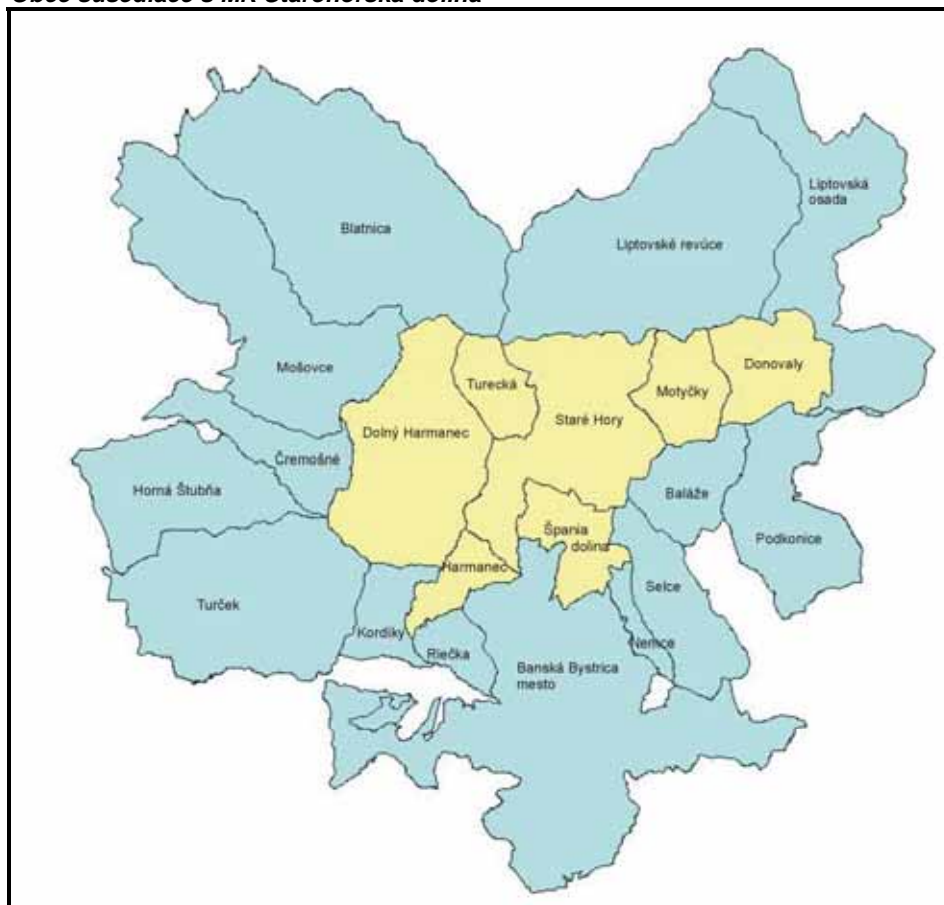 Liptovská
osada
Blatnica
Liptovské revúce
Mošovce
Turecká
Motyčky
Donovaly
Staré Hory
Dolný Harmanec
Čremošné
Horná Štubňa
Baláže
Špania
dolina
Podkonice
Harmanec
Selce
Turček
Kordíky
Riečka
Nemce
Banská Bystrica
mesto